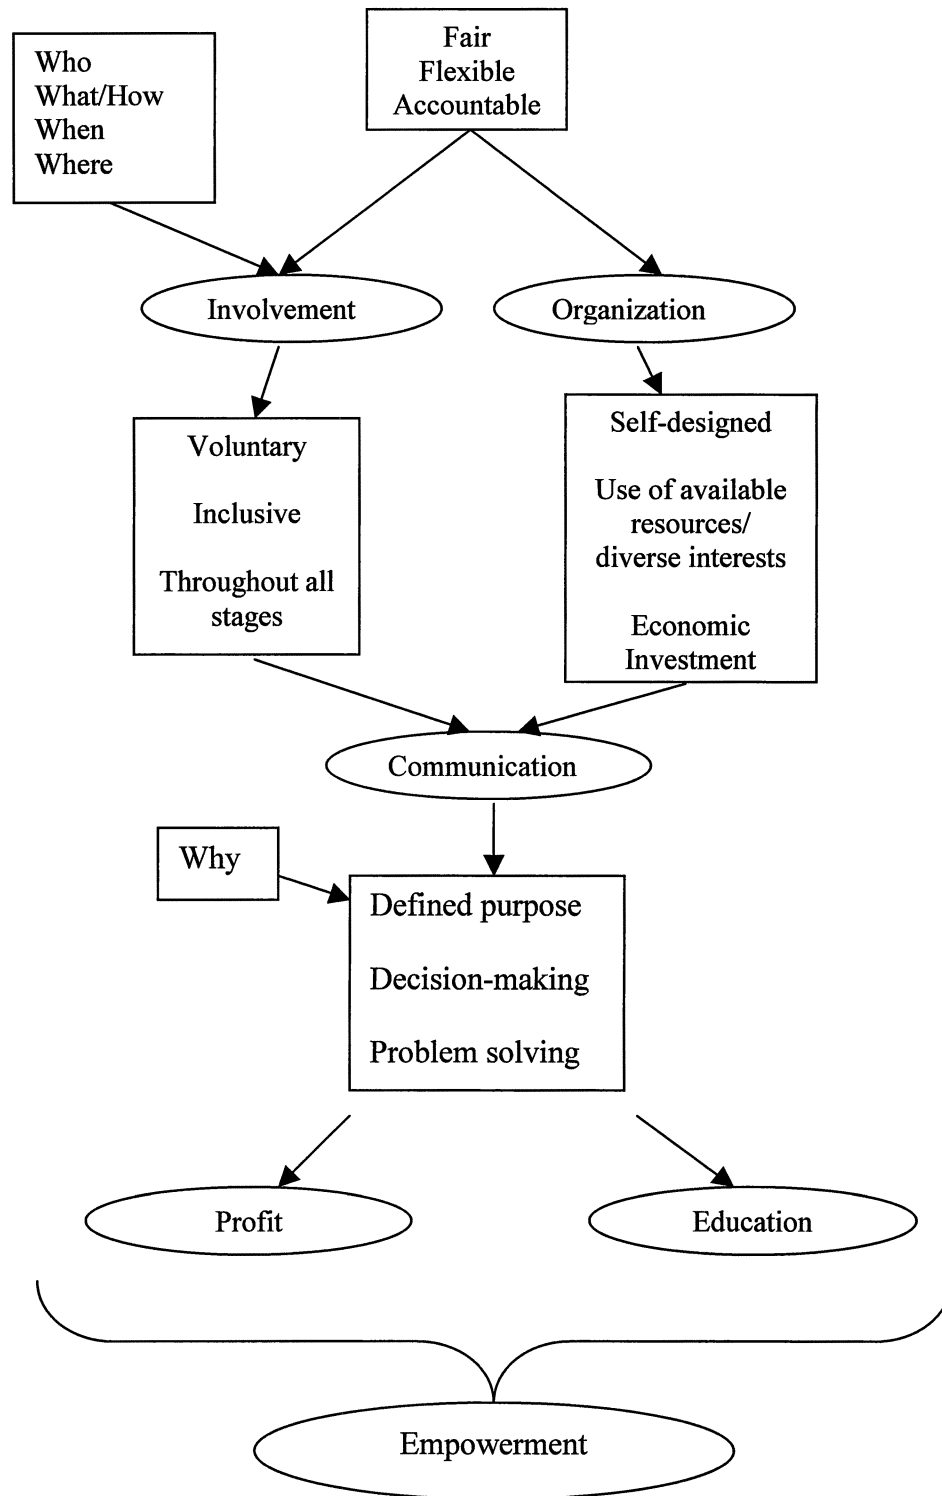 Who
What/How
When
Where
Fair
Flexible
Accountable
Involvement
Organization
Voluntary
Inclusive
Throughout all
stages
Self-designed
Use of available
resources/
diverse interests
Economic
Investment
Communication
Why
Defined purpose
Decision-making
Problem solving
Profit
Education
Empowerment